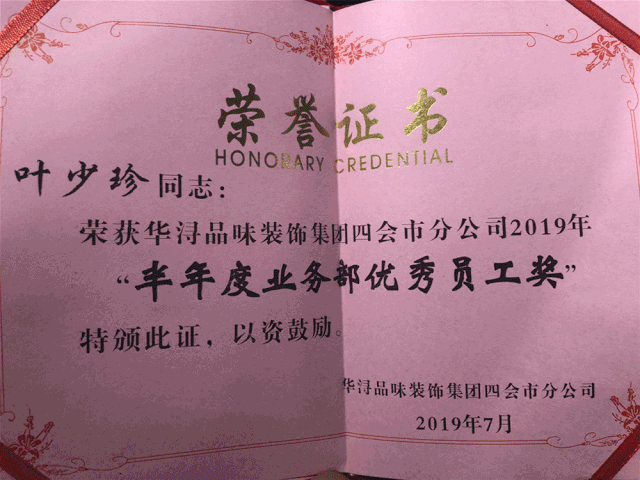 荣誉证书
HONORARY CREDENTIAL
叶少珍同志：
荣获华浔品味装饰集团四会市分公司2019年
“半年度业务部优秀员工奖”
特颁此证，以资鼓励。
华浔品味装饰集团四会市分公司
2019年7月